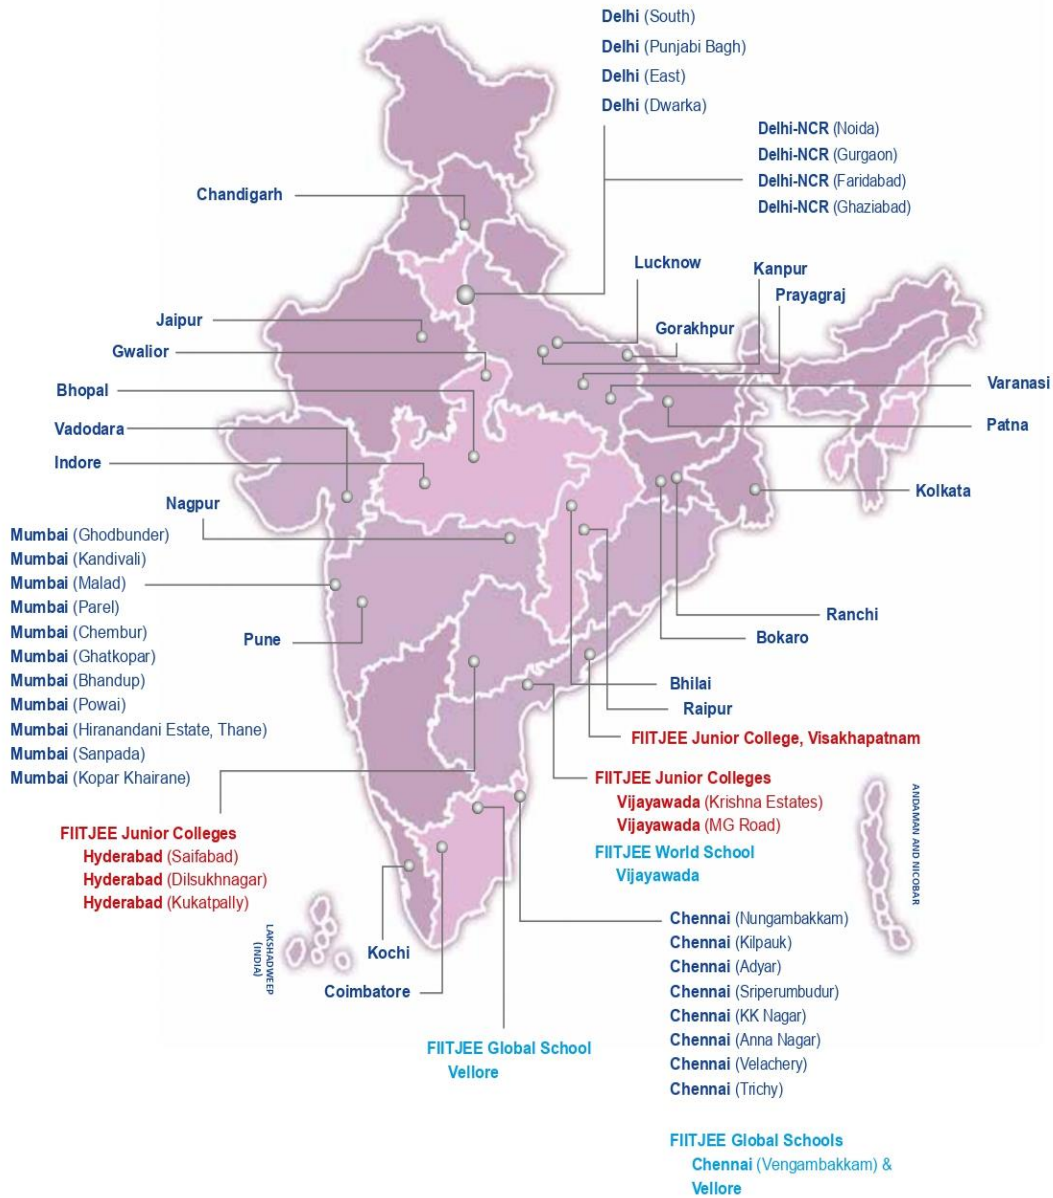 Delhi (South)
Delhi (Punjabi Bagh)
Delhi (East)
Delhi (Dwarka)
Delhi-NCR (Noida)
Delhi-NCR (Gurgaon)
Delhi-NCR (Faridabad)
Delhi-NCR (Ghaziabad)
Chandigarh
Lucknow
Kanpur
Prayagraj
Gorakhpur
Jaipur
Gwalior
Bhopal
Varanasi
Vadodara
Patna
Indore
Kolkata
Nagpur
Mumbai (Ghodbunder)
Mumbai (Kandivali)
Mumbai (Malad)
Mumbai (Parel)
Mumbai (Chembur)
Mumbai (Ghatkopar)
Mumbai (Bhandup)
Mumbai (Powai)
Mumbai (Hiranandani Estate, Thane)
Mumbai (Sanpada)
Mumbai (Kopar Khairane)
Pune
Ranchi
Bokaro
Bhilai
Raipur
FIITJEE Junior College, Visakhapatnam
FIITJEE Junior Colleges
Vijayawada (Krishna Estates)
Vijayawada (MG Road)
FIITJEE World School
Vijayawada
FIITJEE Junior Colleges
Hyderabad (Saifabad)
Hyderabad (Dilsukhnagar)
Hyderabad (Kukatpally)
ANDAMAN AND NICOBAR
LAKSHADWEEP
(INDIA)
Kochi
Coimbatore
Chennai (Nungambakkam)
Chennai (Kilpauk)
Chennai (Adyar)
Chennai (Sriperumbudur)
Chennai (KK Nagar)
Chennai (Anna Nagar)
Chennai (Velachery)
Chennai (Trichy)
FIITJEE Global School
Vellore
FIITJEE Global Schools
Chennai (Vengambakkam) &
Vellore